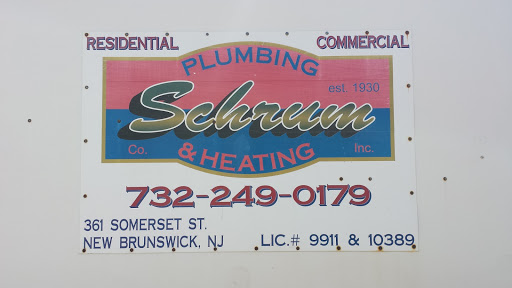 RESIDENTIAL COMMERCIAL
PLUMBING
est. 1930
Schrum
Co. Inc.
& HEATING
732-249-0179
361 SOMERSET ST.
NEW BRUNSWICK, NJ LIC.# 9911 & 10389